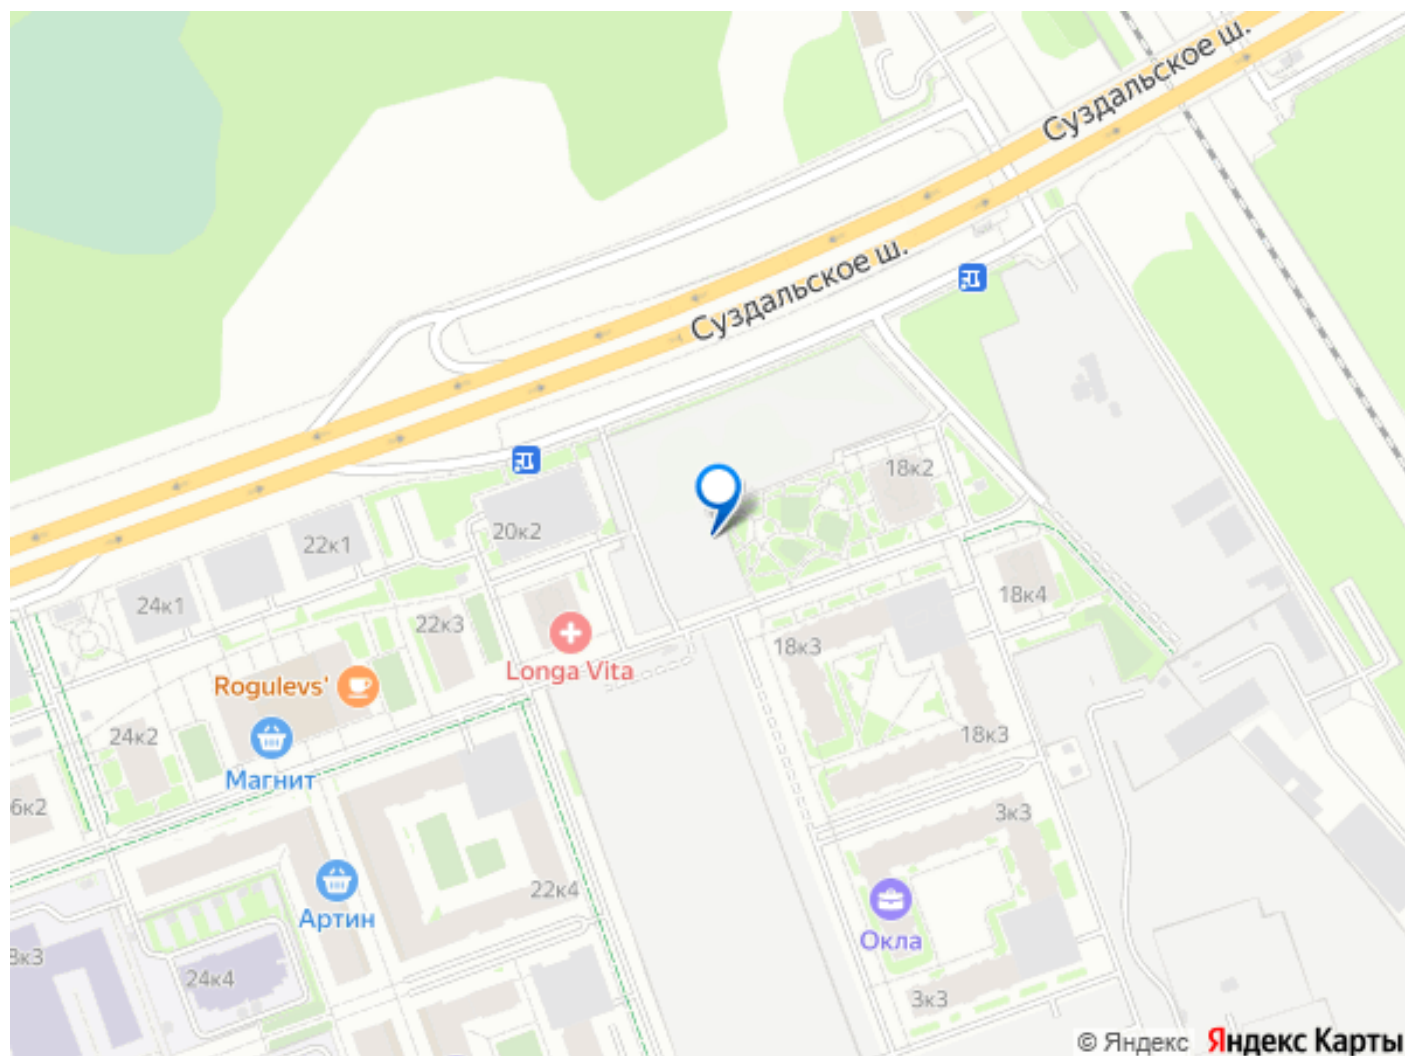 Суздальское ш.
Суздальское ш.
18к2
20к2
22к1
24к1
22к3
18к4
18к3
Longa Vita
Rogulevs'
24к2
18к3
Магнит
6к2
3к3
22к4
Артин
Окла
3к3
24к4
3к3
© Яндекс Яндекс Карты